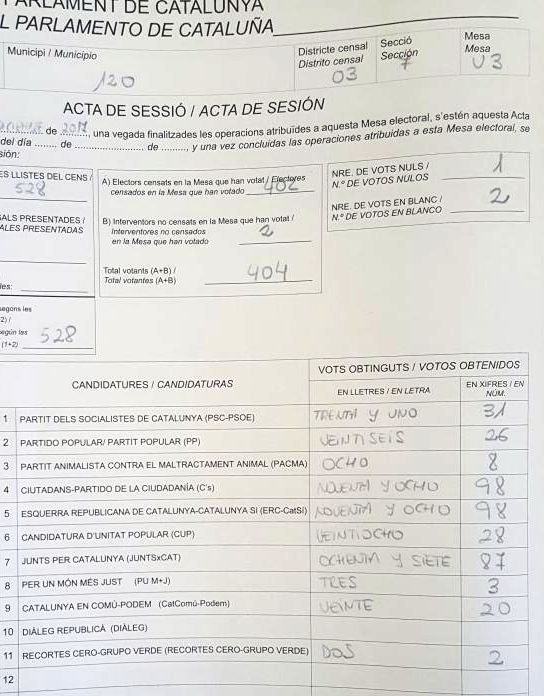 PARLAMENT DE CATALUNYA
L PARLAMENTO DE CATALUÑA
Municipi / Municipio
120
Districte censal
Distrito censal
03
Secció
Sección
7
Mesa
Mesa
U3
ACTA DE SESSIÓ / ACTA DE SESIÓN
de 2017, una vegada finalitzades les operacions atribuïdes a aquesta Mesa electoral, s'estén aquesta Acta
del día ........ de ........................ de ........, y una vez concluidas las operaciones atribuidas a esta Mesa electoral, se
sión:
ES LLISTES DEL CENS /
528
ALS PRESENTADES /
ALES PRESENTADAS
les:
segons les
2) /
según las
(1+2)
528
A) Electors censats en la Mesa que han votat / Electores
censados en la Mesa que han votado
402
B) Interventors no censats en la Mesa que han votat /
Interventores no censados
en la Mesa que han votado
2
Total votants (A+B) /
Total votantes (A+B)
404
NRE. DE VOTS NULS /
N.º DE VOTOS NULOS
1
NRE. DE VOTS EN BLANC /
N.º DE VOTOS EN BLANCO
2
CANDIDATURES / CANDIDATURAS
VOTS OBTINGUTS / VOTOS OBTENIDOS
EN LLETRES / EN LETRA
EN XIFRES / EN
NÚM.
1 PARTIT DELS SOCIALISTES DE CATALUNYA (PSC-PSOE) TRENTA Y UNO 31
2 PARTIDO POPULAR/ PARTIT POPULAR (PP) VEINTISEIS 26
3 PARTIT ANIMALISTA CONTRA EL MALTRACTAMENT ANIMAL (PACMA) OCHO 8
4 CIUTADANS-PARTIDO DE LA CIUDADANÍA (C's) NOVENTA Y OCHO 98
5 ESQUERRA REPUBLICANA DE CATALUNYA-CATALUNYA SÍ (ERC-CatSí) NOVENTA Y OCHO 98
6 CANDIDATURA D'UNITAT POPULAR (CUP) VEINTIOCHO 28
7 JUNTS PER CATALUNYA (JUNTSxCAT) OCHENTA Y SIETE 87
8 PER UN MÓN MÉS JUST (PU M+J) TRES 3
9 CATALUNYA EN COMÚ-PODEM (CatComú-Podem) VEINTE 20
10 DIÀLEG REPUBLICÀ (DIÀLEG)
11 RECORTES CERO-GRUPO VERDE (RECORTES CERO-GRUPO VERDE) DOS 2
12